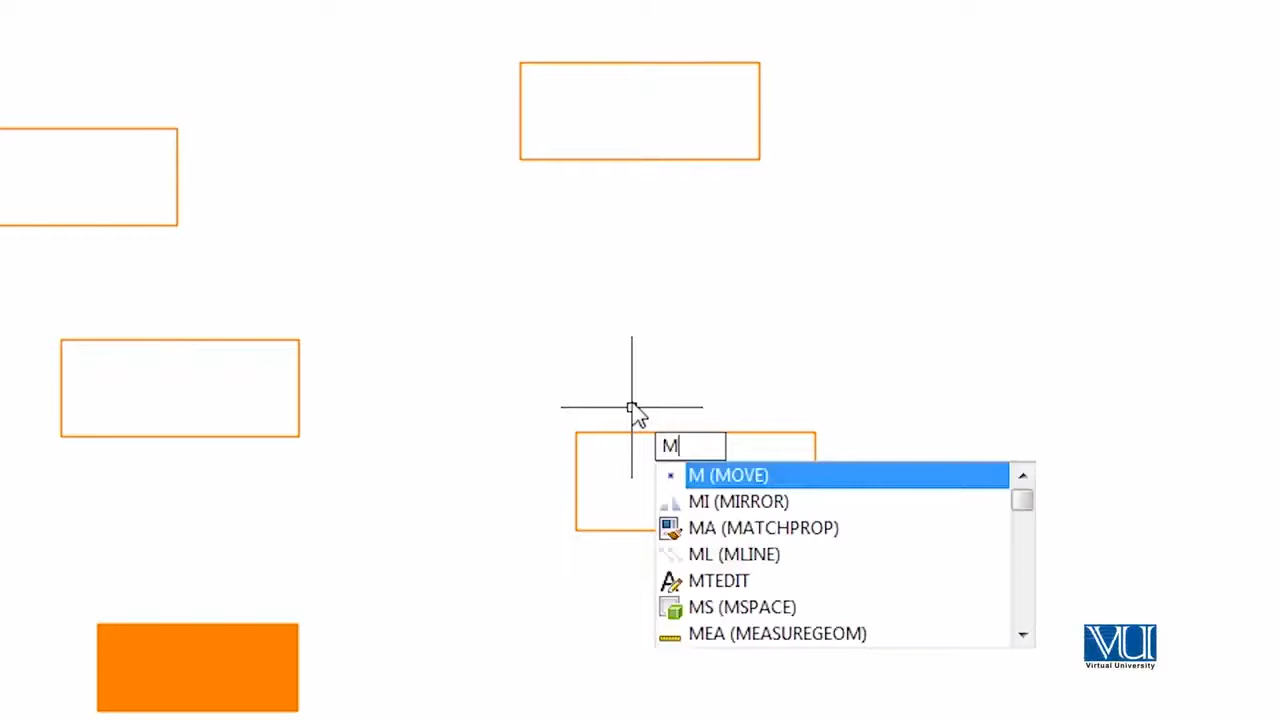 M
M (MOVE)
MI (MIRROR)
MA (MATCHPROP)
ML (MLINE)
MTEDIT
MS (MSPACE)
MEA (MEASUREGEOM)
VU
Virtual University